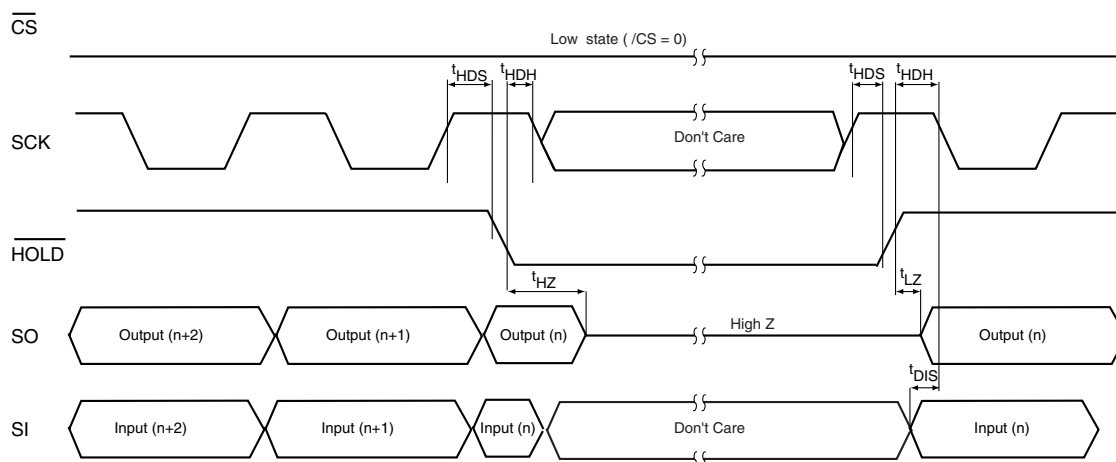 CS
Low state ( /CS = 0)
tHDS tHDH tHDS tHDH
SCK
Don't Care
HOLD
tHZ tLZ
SO
Output (n+2) Output (n+1) Output (n) High Z Output (n)
tDIS
SI
Input (n+2) Input (n+1) Input (n) Don't Care Input (n)